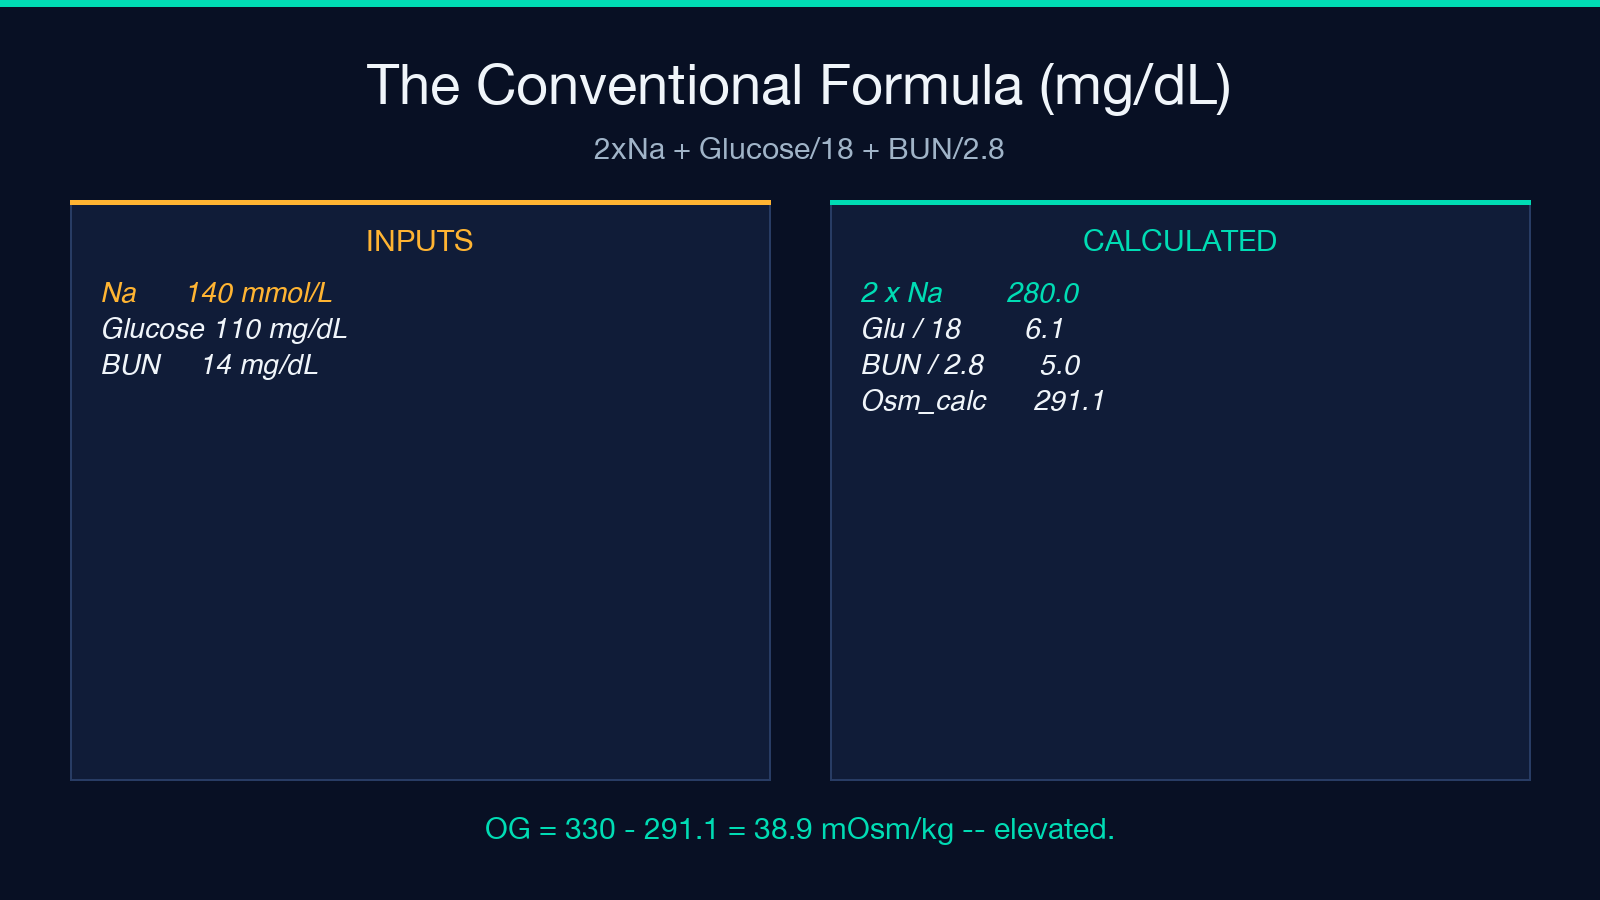 The Conventional Formula (mg/dL)
2xNa + Glucose/18 + BUN/2.8
INPUTS
Na 140 mmol/L
Glucose 110 mg/dL
BUN 14 mg/dL
CALCULATED
2 x Na 280.0
Glu / 18 6.1
BUN / 2.8 5.0
Osm_calc 291.1
OG = 330 - 291.1 = 38.9 mOsm/kg -- elevated.